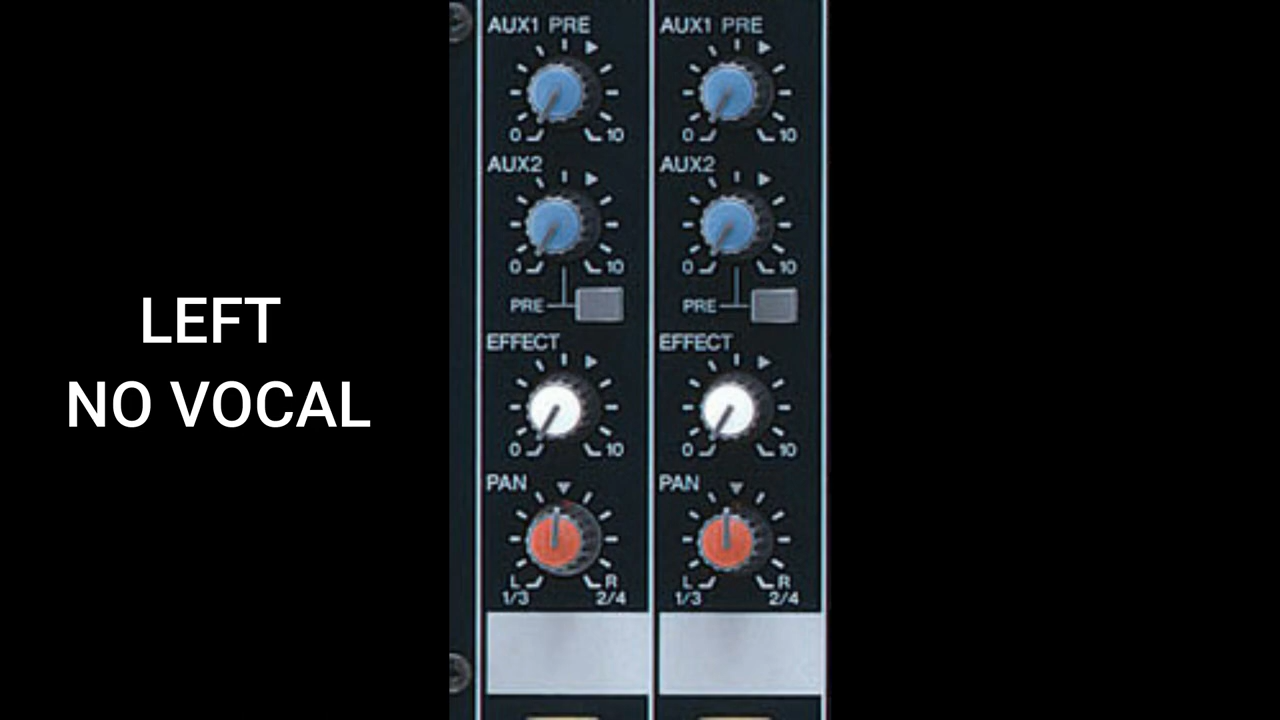 AUX1 PRE
0 10
AUX2
0 10
PRE
EFFECT
0 10
PAN
L R
1/3 2/4
AUX1 PRE
0 10
AUX2
0 10
PRE
EFFECT
0 10
PAN
L R
1/3 2/4
LEFT
NO VOCAL